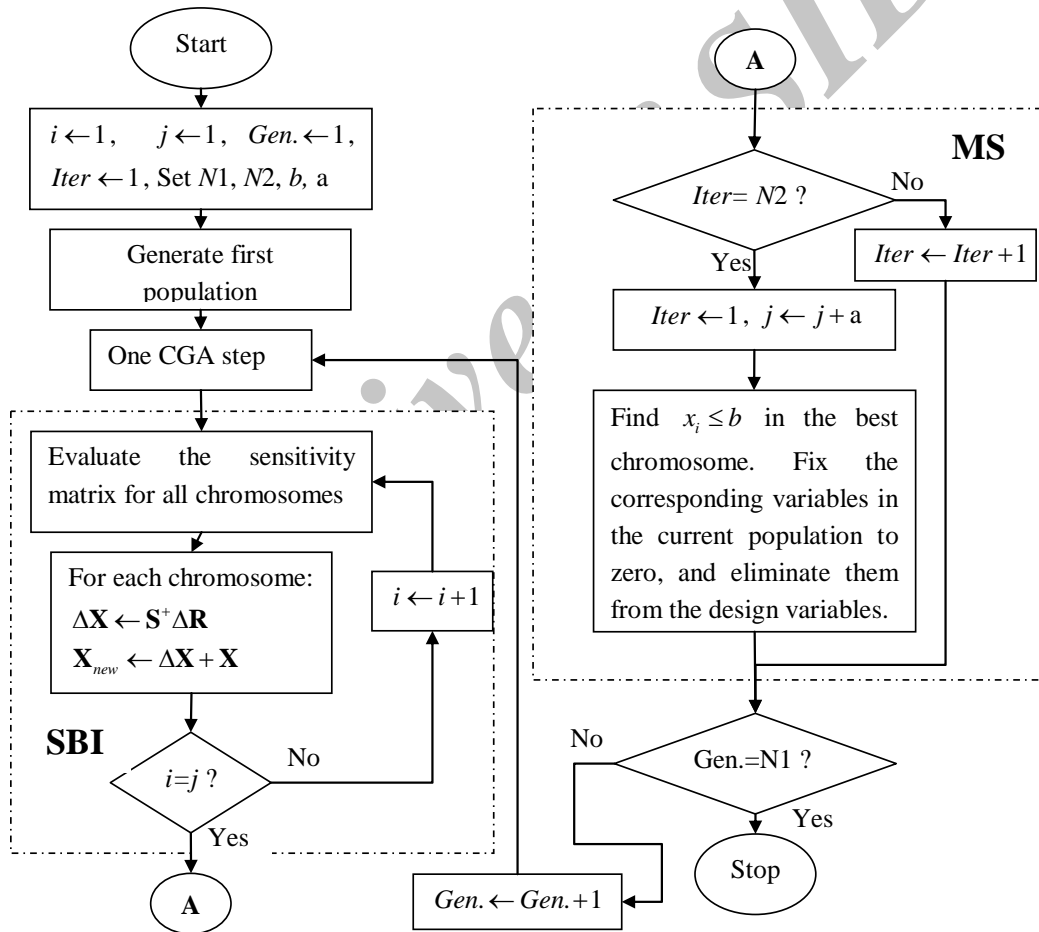 Start
i ← 1, j ← 1, Gen. ← 1,
Iter ← 1, Set N1, N2, b, a
Generate first
population
One CGA step
Evaluate the sensitivity
matrix for all chromosomes
For each chromosome:
ΔX ← S⁺ΔR
X_new ← ΔX + X
i ← i+1
SBI
i=j ?
No
Yes
A
A
MS
Iter= N2 ?
No
Yes
Iter ← Iter+1
Iter ← 1, j ← j + a
Find x_i ≤ b in the best
chromosome. Fix the
corresponding variables in
the current population to
zero, and eliminate them
from the design variables.
Gen.=N1 ?
No
Yes
Gen. ← Gen.+1
Stop